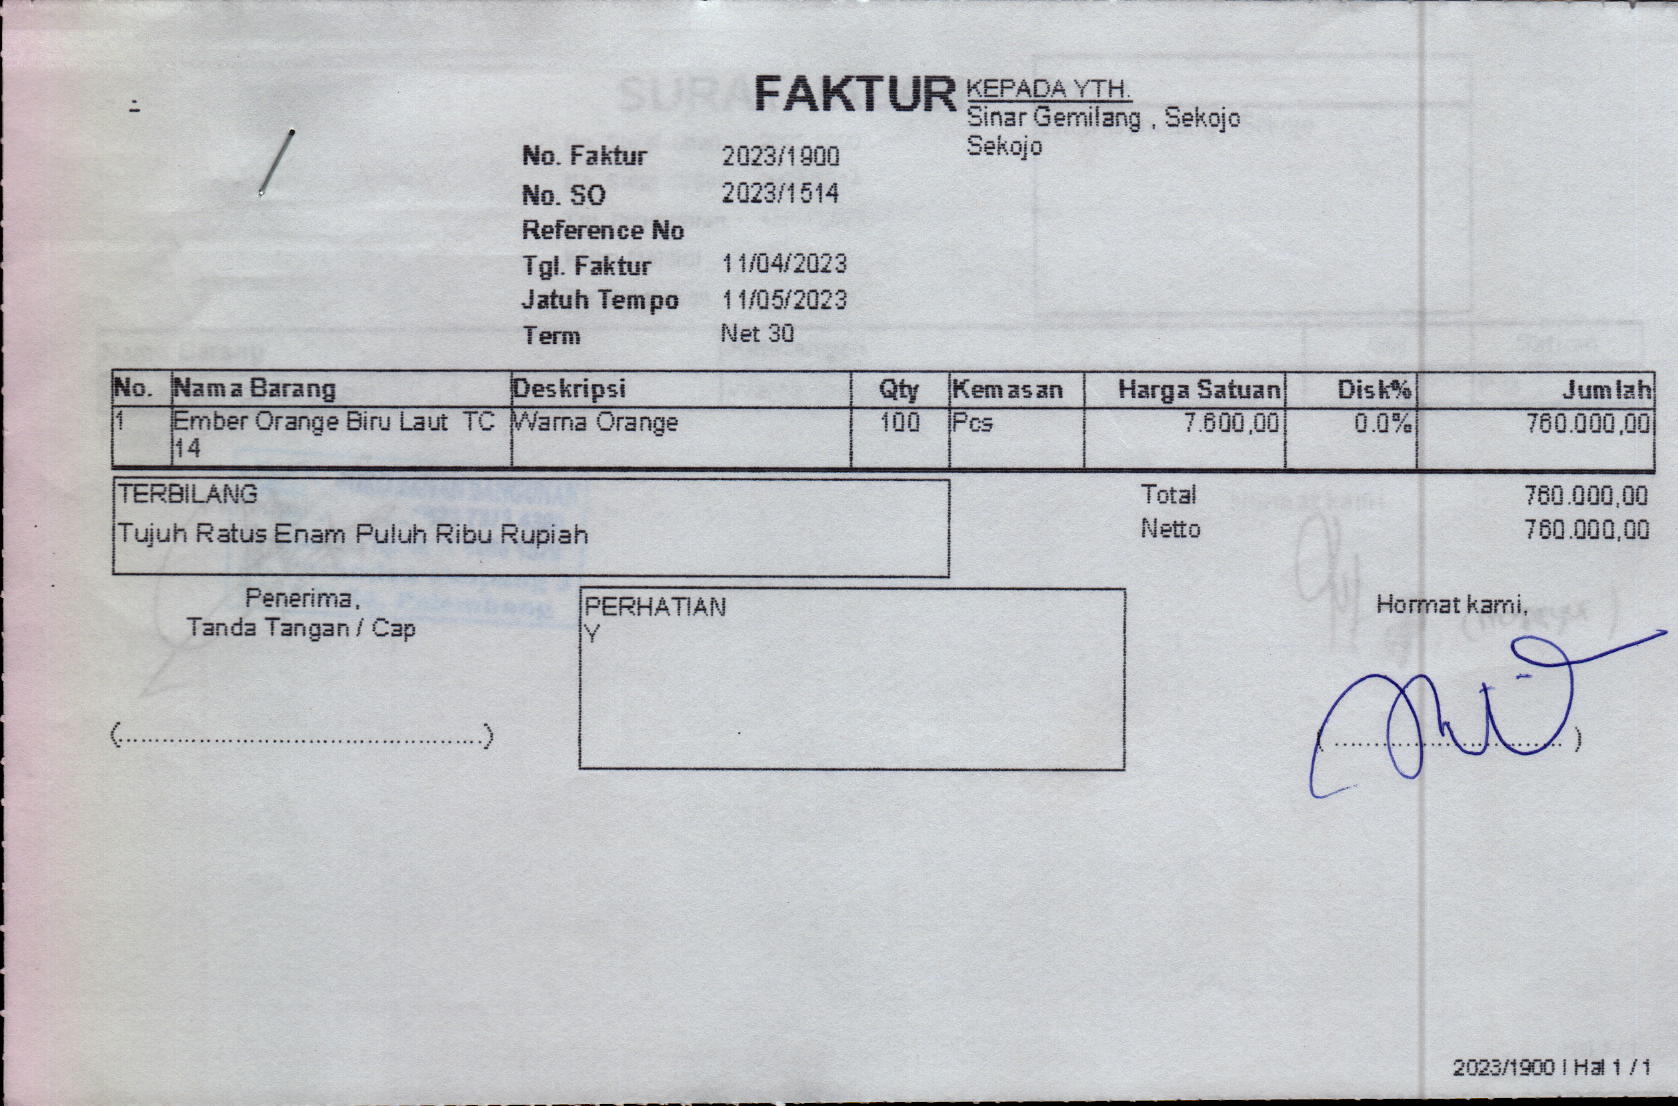 FAKTUR
KEPADA YTH.
Sinar Gemilang , Sekojo
Sekojo
No. Faktur 2023/1900
No. SO 2023/1514
Reference No
Tgl. Faktur 11/04/2023
Jatuh Tempo 11/05/2023
Term Net 30
No. Nama Barang Deskripsi Qty Kemasan Harga Satuan Disk% Jumlah
1 Ember Orange Biru Laut TC Warna Orange 100 Pcs 7.600,00 0.0% 760.000,00
14
TERBILANG
Tujuh Ratus Enam Puluh Ribu Rupiah
Total 760.000,00
Netto 760.000,00
Penerima,
Tanda Tangan / Cap
(..............................................)
PERHATIAN
Y
Hormat kami,
( .............................. )
2023/1900 | Hal 1 / 1